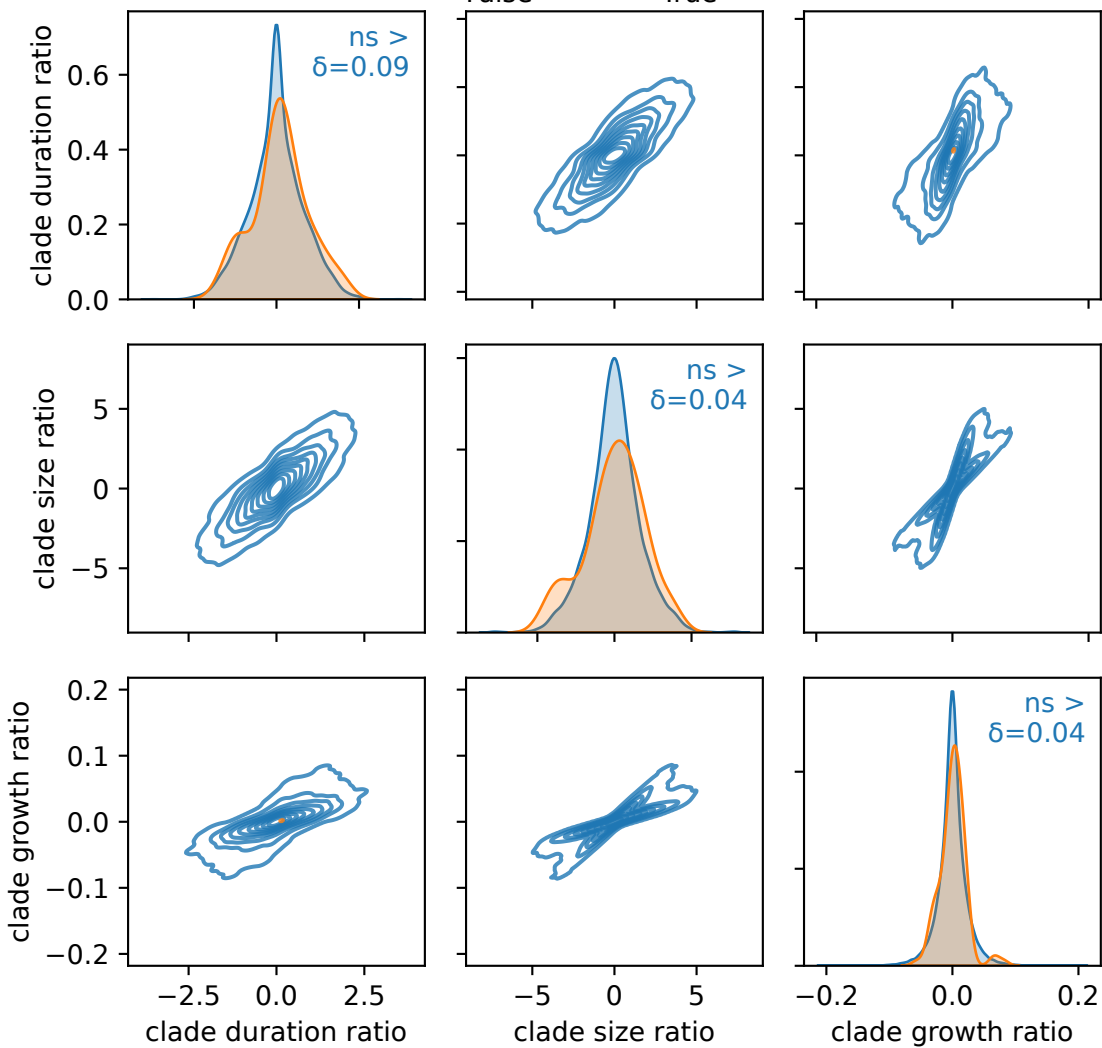 clade duration ratio
0.6
0.4
0.2
0.0
ns >
δ=0.09
clade size ratio
5
0
−5
ns >
δ=0.04
clade growth ratio
0.2
0.1
0.0
−0.1
−0.2
ns >
δ=0.04
−2.5 0.0 2.5
−5 0 5
−0.2 0.0 0.2
clade duration ratio
clade size ratio
clade growth ratio